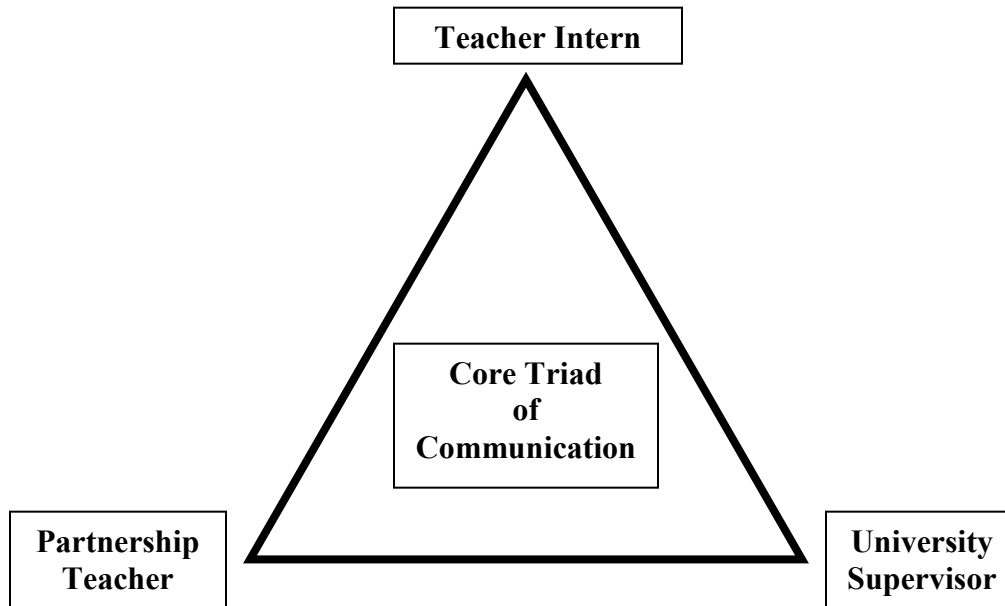 Teacher Intern
Core Triad
of
Communication
Partnership
Teacher
University
Supervisor